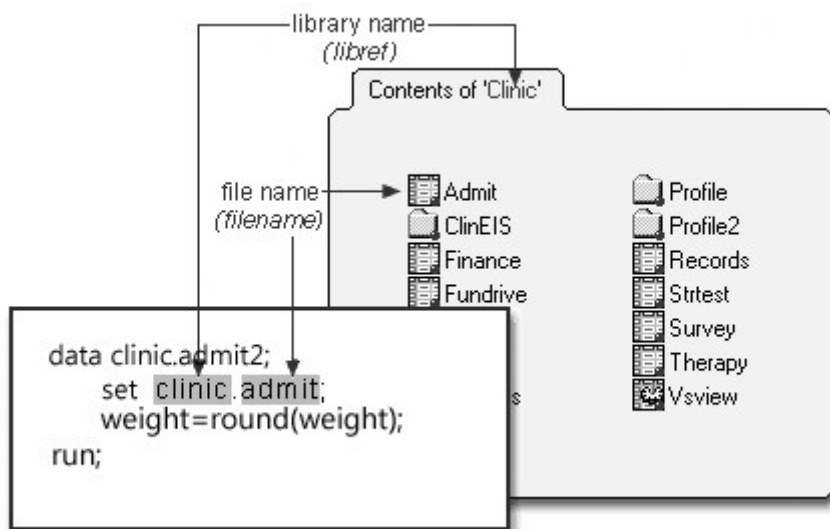 library name
(libref)
Contents of 'Clinic'
file name
(filename)
Admit
ClinEIS
Finance
Fundrive
Profile
Profile2
Records
Strtest
Survey
Therapy
Vsview
s
data clinic.admit2;
set clinic.admit;
weight=round(weight);
run;